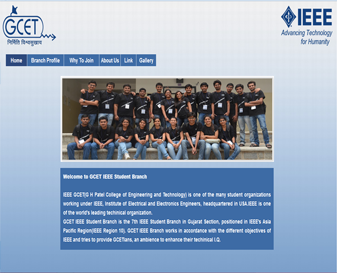 GCET
IEEE
Advancing Technology
for Humanity
Home Branch Profile Why To Join About Us Link Gallery
Welcome to GCET IEEE Student Branch
IEEE GCET(G H Patel College of Engineering and Technology) is one of the many student organizations
working under IEEE, Institute of Electrical and Electronics Engineers, headquartered in USA.IEEE is one
of the world's leading techinical organization.
GCET IEEE Student Branch is the 7th IEEE Student Branch in Gujarat Section, positioned in IEEE's Asia
Pacific Region(IEEE Region 10). GCET IEEE Branch works in accordance with the different objectives of
IEEE and tries to provide GCETians, an ambience to enhance their technical I.Q.